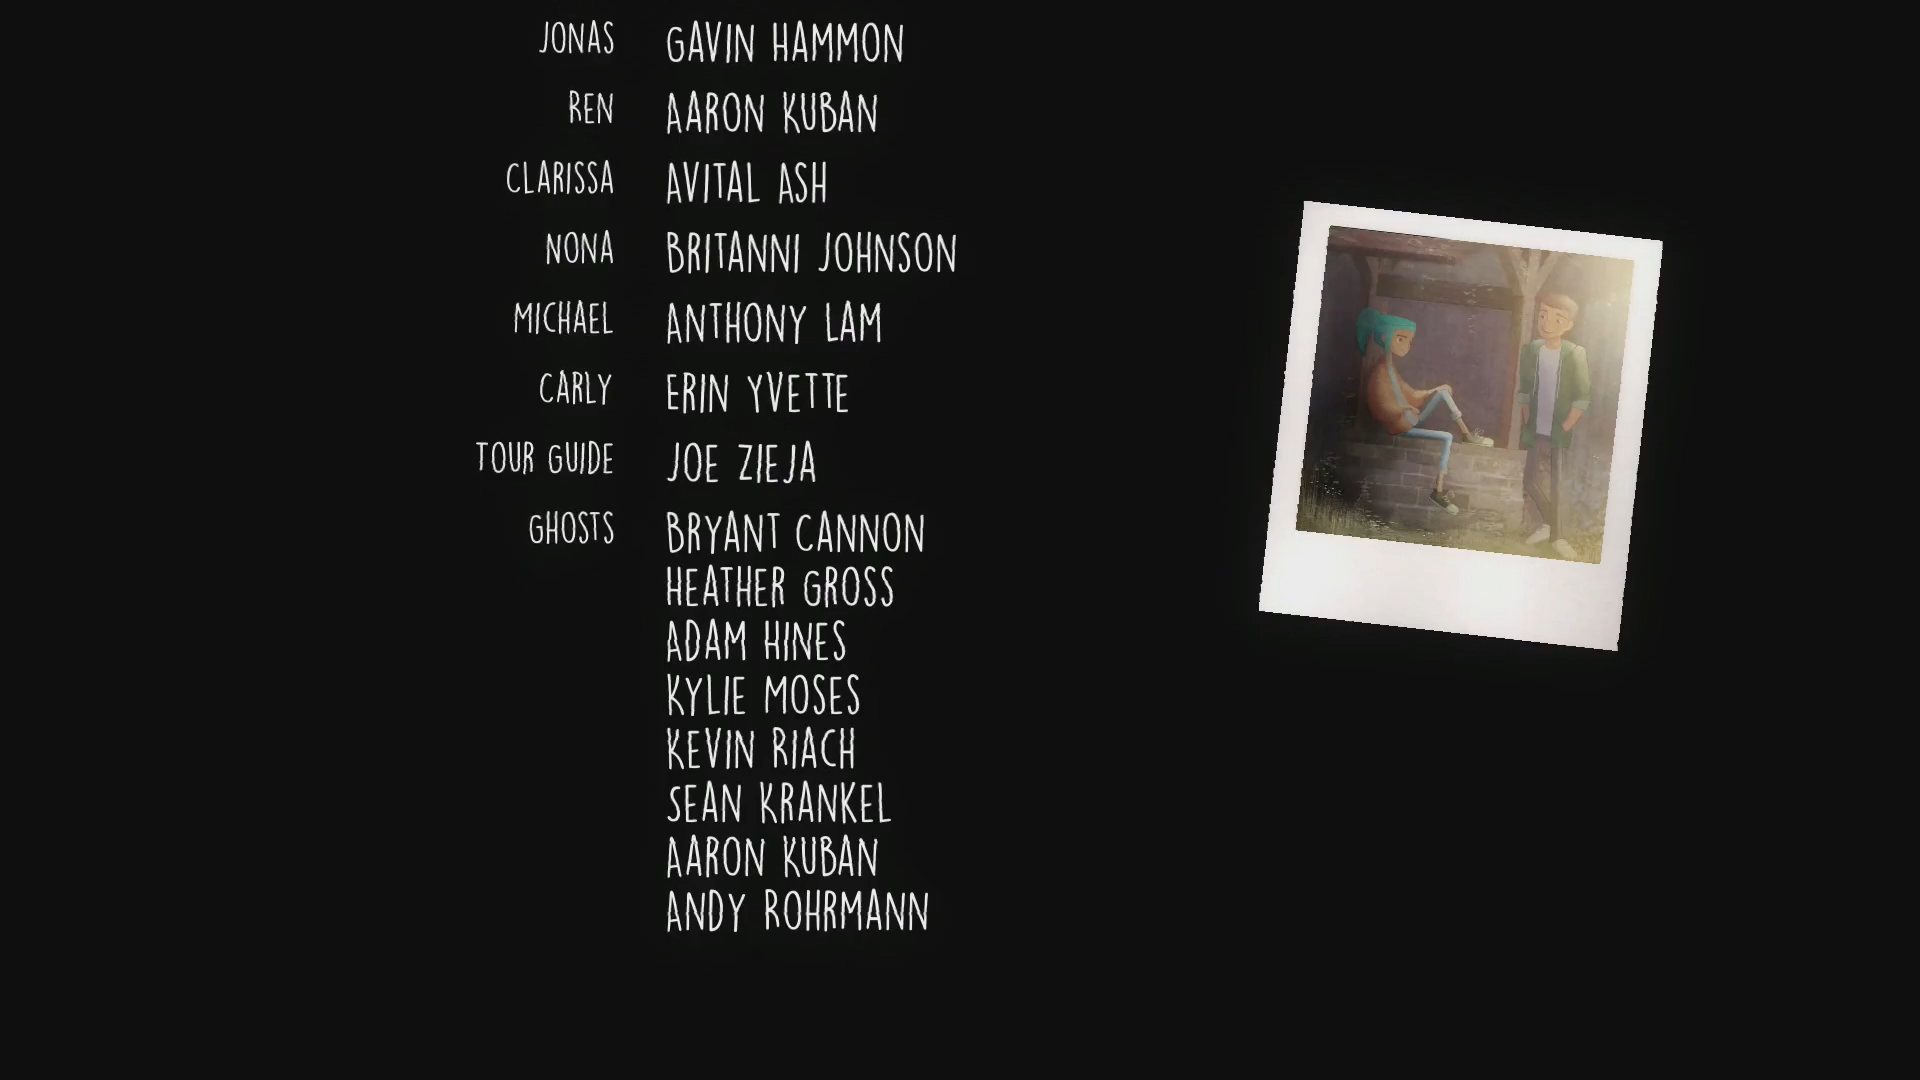 JONAS GAVIN HAMMON
REN AARON KUBAN
CLARISSA AVITAL ASH
NONA BRITANNI JOHNSON
MICHAEL ANTHONY LAM
CARLY ERIN YVETTE
TOUR GUIDE JOE ZIEJA
GHOSTS BRYANT CANNON
HEATHER GROSS
ADAM HINES
KYLIE MOSES
KEVIN RIACH
SEAN KRANKEL
AARON KUBAN
ANDY ROHRMANN